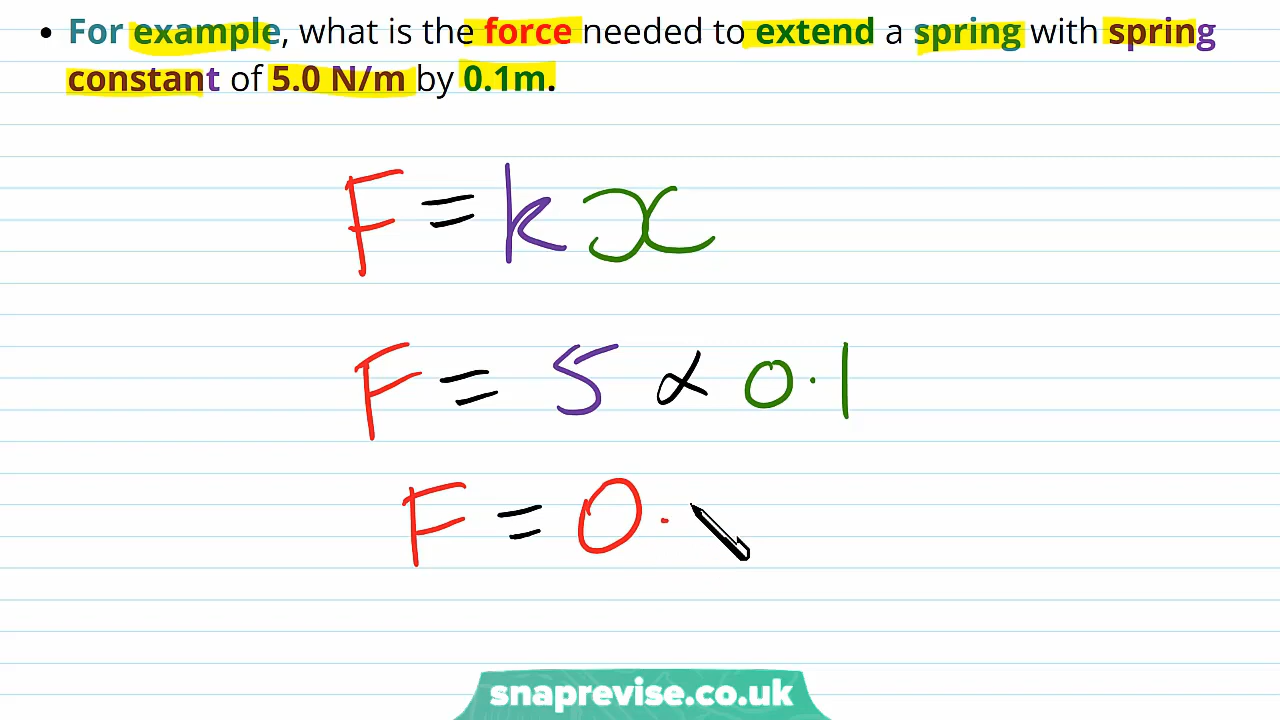 • For example, what is the force needed to extend a spring with spring
constant of 5.0 N/m by 0.1m.
F = kx
F = 5 × 0.1
F = 0.
snaprevise.co.uk